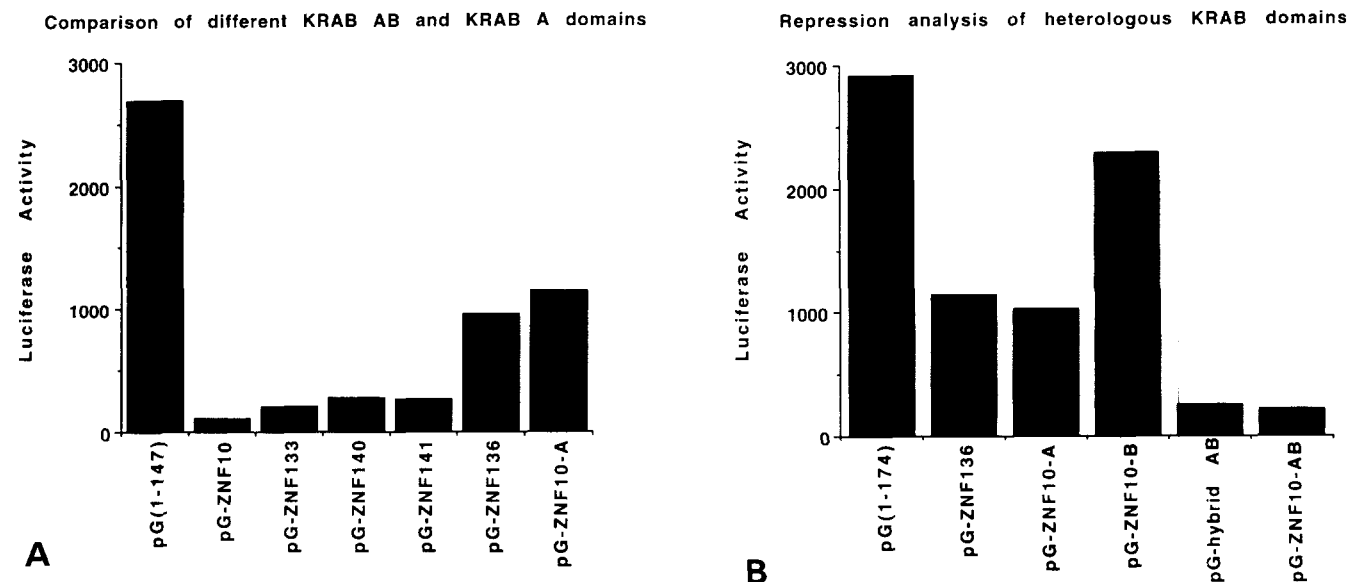 Comparison of different KRAB AB and KRAB A domains
Luciferase Activity
3000
2000
1000
0
pG(1-147)
pG-ZNF10
pG-ZNF133
pG-ZNF140
pG-ZNF141
pG-ZNF136
pG-ZNF10-A
A
Repression analysis of heterologous KRAB domains
Luciferase Activity
3000
2000
1000
0
pG(1-174)
pG-ZNF136
pG-ZNF10-A
pG-ZNF10-B
pG-hybrid AB
pG-ZNF10-AB
B